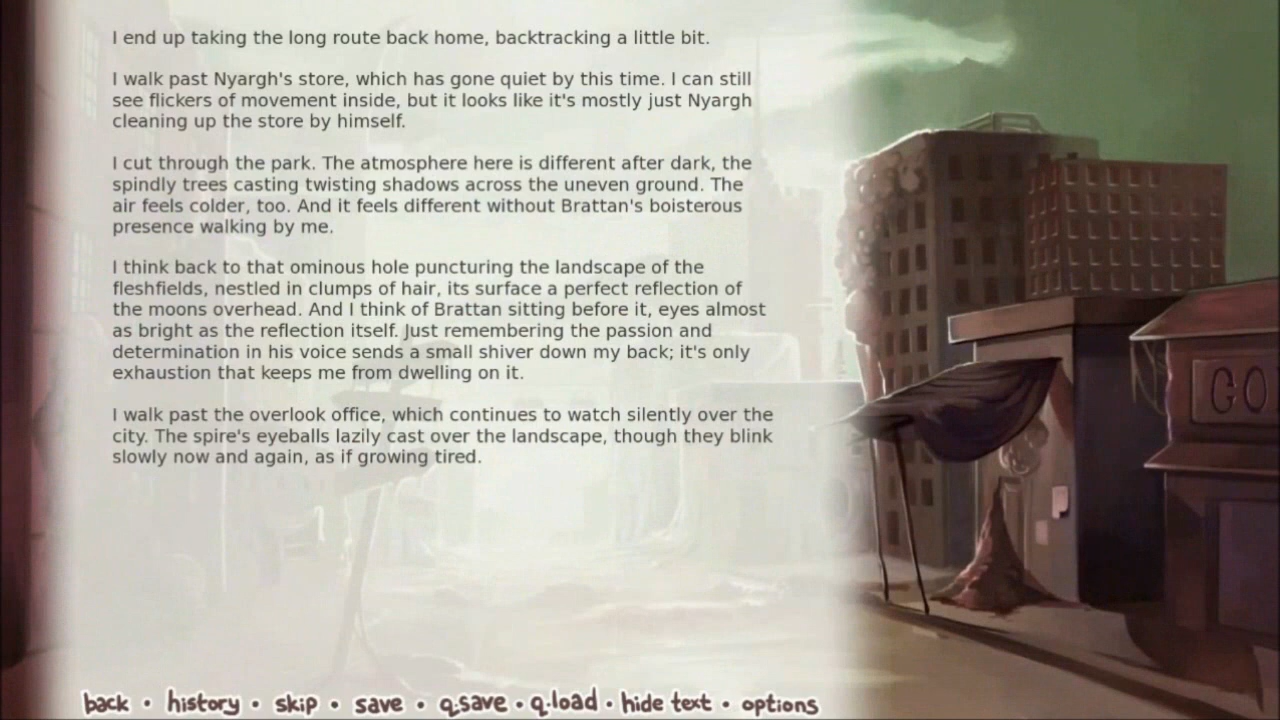 I end up taking the long route back home, backtracking a little bit.
I walk past Nyargh's store, which has gone quiet by this time. I can still
see flickers of movement inside, but it looks like it's mostly just Nyargh
cleaning up the store by himself.
I cut through the park. The atmosphere here is different after dark, the
spindly trees casting twisting shadows across the uneven ground. The
air feels colder, too. And it feels different without Brattan's boisterous
presence walking by me.
I think back to that ominous hole puncturing the landscape of the
fleshfields, nestled in clumps of hair, its surface a perfect reflection of
the moons overhead. And I think of Brattan sitting before it, eyes almost
as bright as the reflection itself. Just remembering the passion and
determination in his voice sends a small shiver down my back; it's only
exhaustion that keeps me from dwelling on it.
I walk past the overlook office, which continues to watch silently over the
city. The spire's eyeballs lazily cast over the landscape, though they blink
slowly now and again, as if growing tired.
GO
back • history • skip • save • q.save • q.load • hide text • options